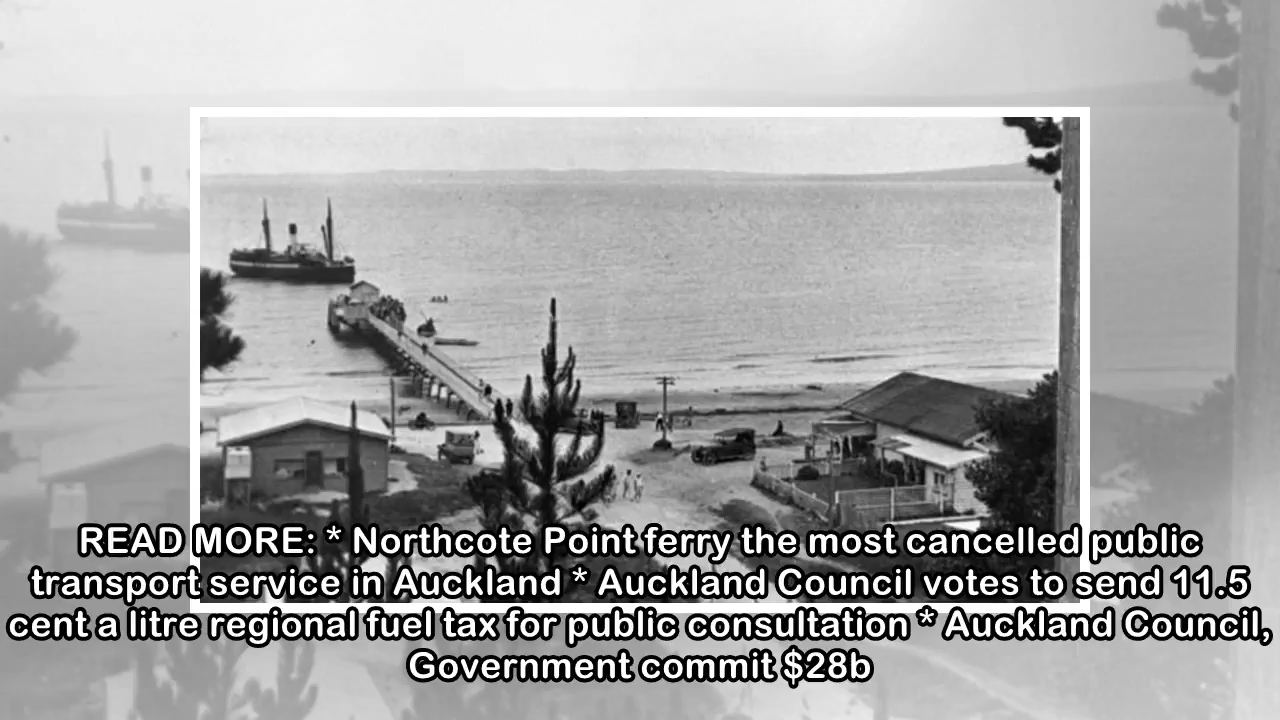 READ MORE: * Northcote Point ferry the most cancelled public
transport service in Auckland * Auckland Council votes to send 11.5
cent a litre regional fuel tax for public consultation * Auckland Council,
Government commit $28b